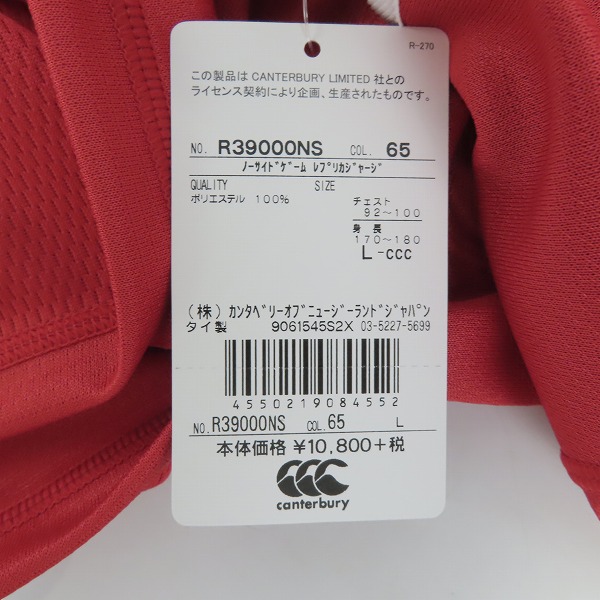 R-270
この製品は CANTERBURY LIMITED 社との
ライセンス契約により企画、生産されたものです。
NO. R39000NS COL. 65
ﾉｰｻｲﾄﾞｹﾞｰﾑ ﾚﾌﾟﾘｶｼﾞｬｰｼﾞ
QUALITY SIZE
ポリエステル 100% チェスト
92～100
身長
170～180
L-ccc
(株) ｶﾝﾀﾍﾞﾘｰｵﾌﾞﾆｭｰｼﾞｰﾗﾝﾄﾞｼﾞｬﾊﾟﾝ
タイ製 9061545S2X 03-5227-5699
4550219084552
NO. R39000NS COL. 65 L
本体価格 ¥10,800+税
CCC
canterbury